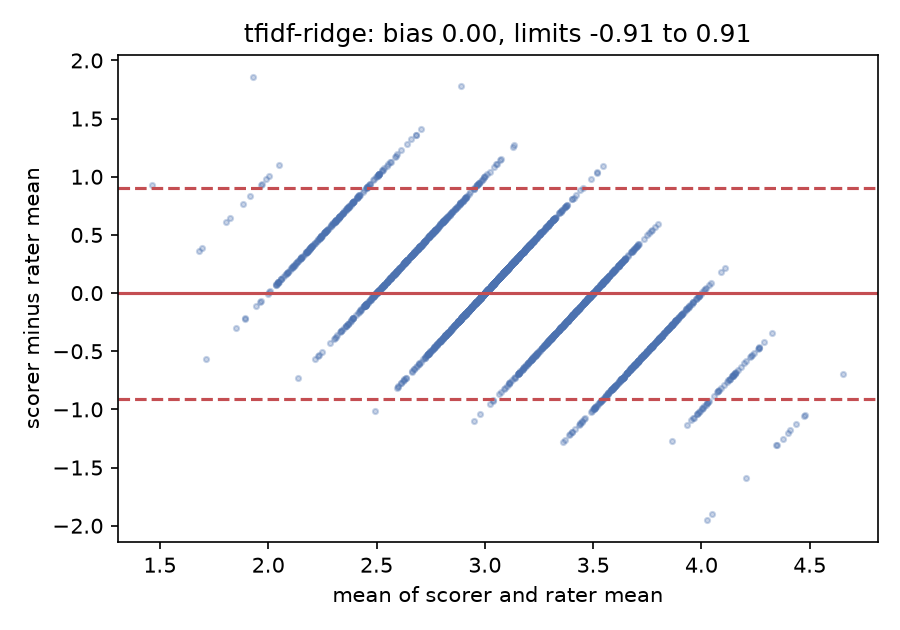 tfidf-ridge: bias 0.00, limits -0.91 to 0.91
scorer minus rater mean
2.0
1.5
1.0
0.5
0.0
−0.5
−1.0
−1.5
−2.0
1.5 2.0 2.5 3.0 3.5 4.0 4.5
mean of scorer and rater mean